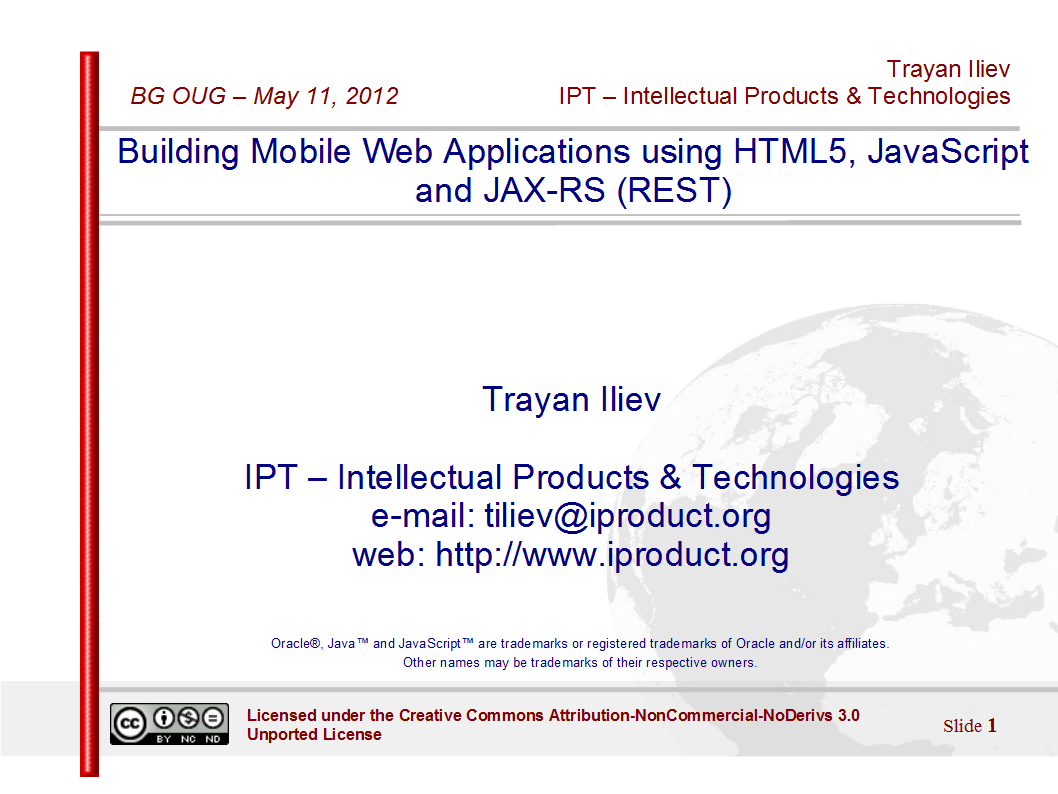 Trayan Iliev
BG OUG – May 11, 2012 IPT – Intellectual Products & Technologies
Building Mobile Web Applications using HTML5, JavaScript
and JAX-RS (REST)
Trayan Iliev
IPT – Intellectual Products & Technologies
e-mail: tiliev@iproduct.org
web: http://www.iproduct.org
Oracle®, Java™ and JavaScript™ are trademarks or registered trademarks of Oracle and/or its affiliates.
Other names may be trademarks of their respective owners.
cc BY NC ND
Licensed under the Creative Commons Attribution-NonCommercial-NoDerivs 3.0
Unported License
Slide 1